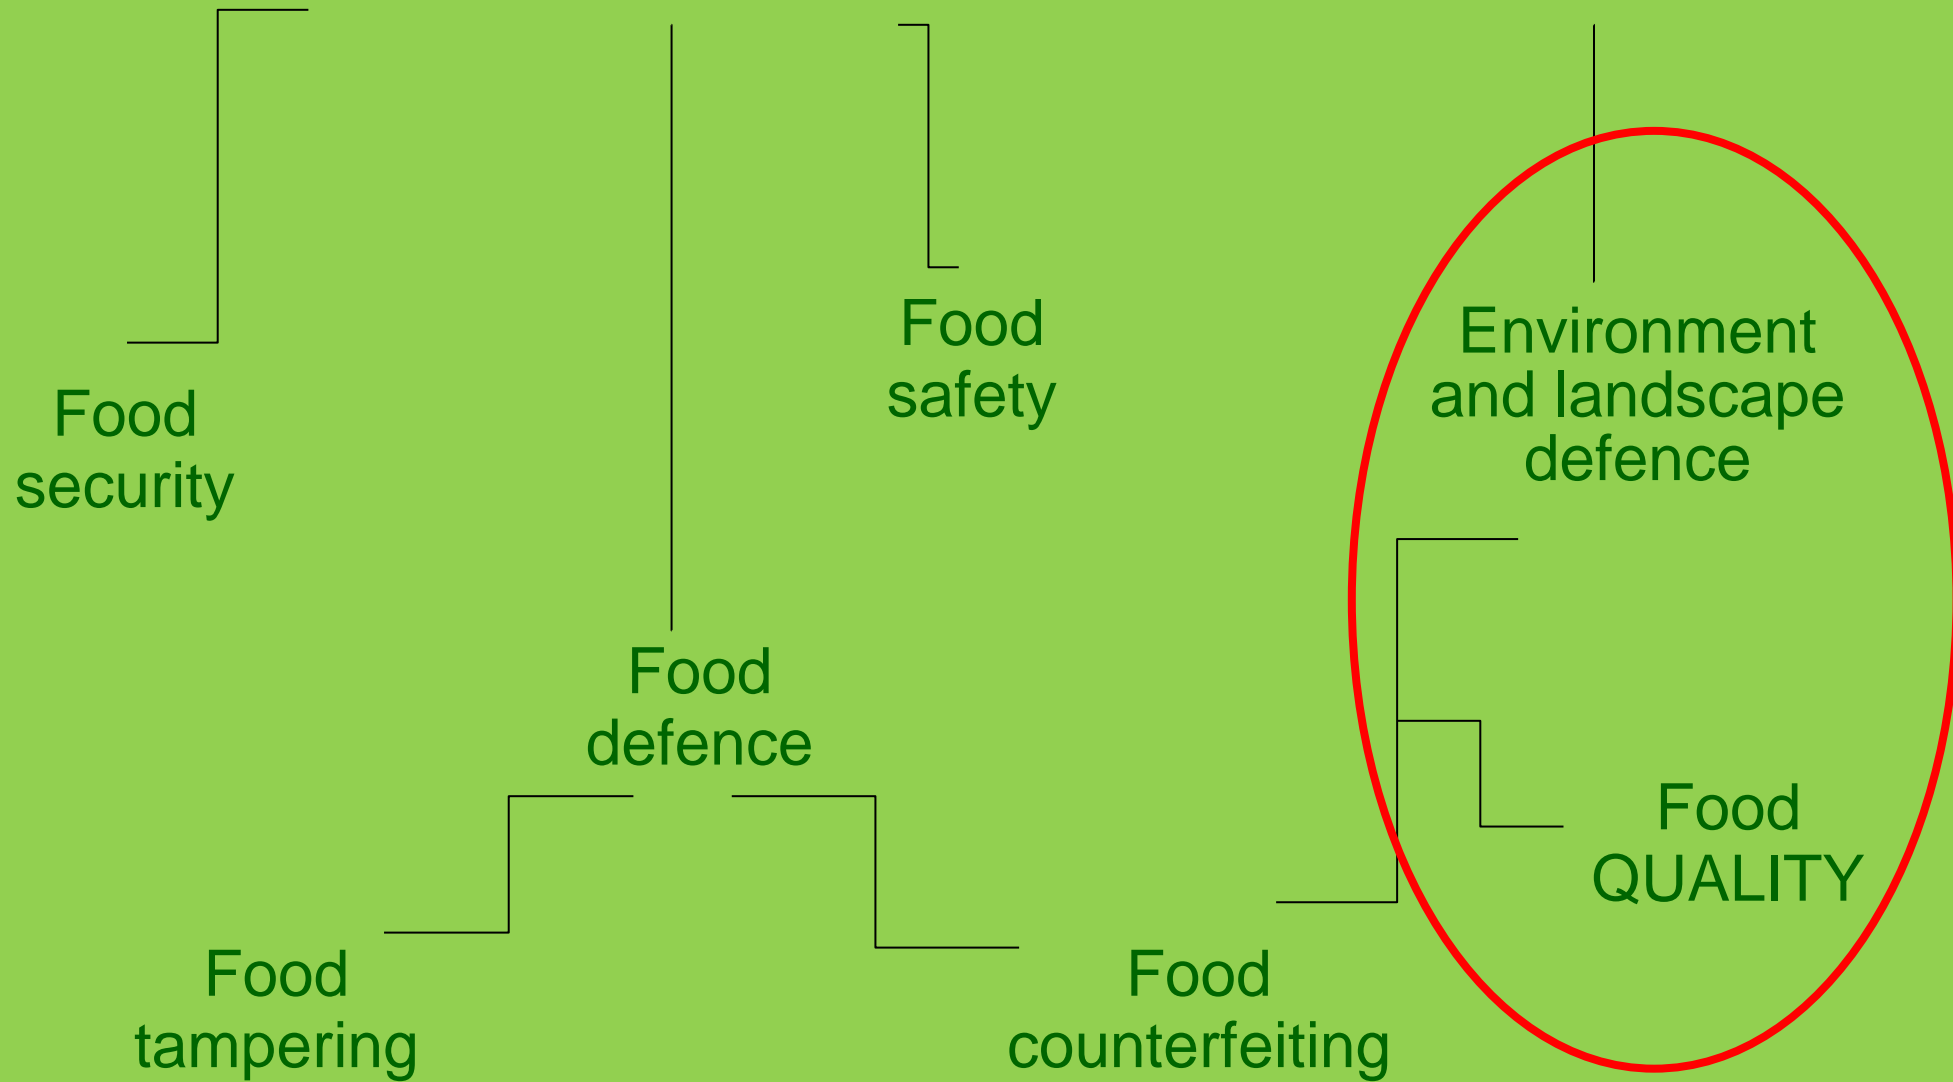 Food
security
Food
safety
Environment
and landscape
defence
Food
defence
Food
QUALITY
Food
tampering
Food
counterfeiting